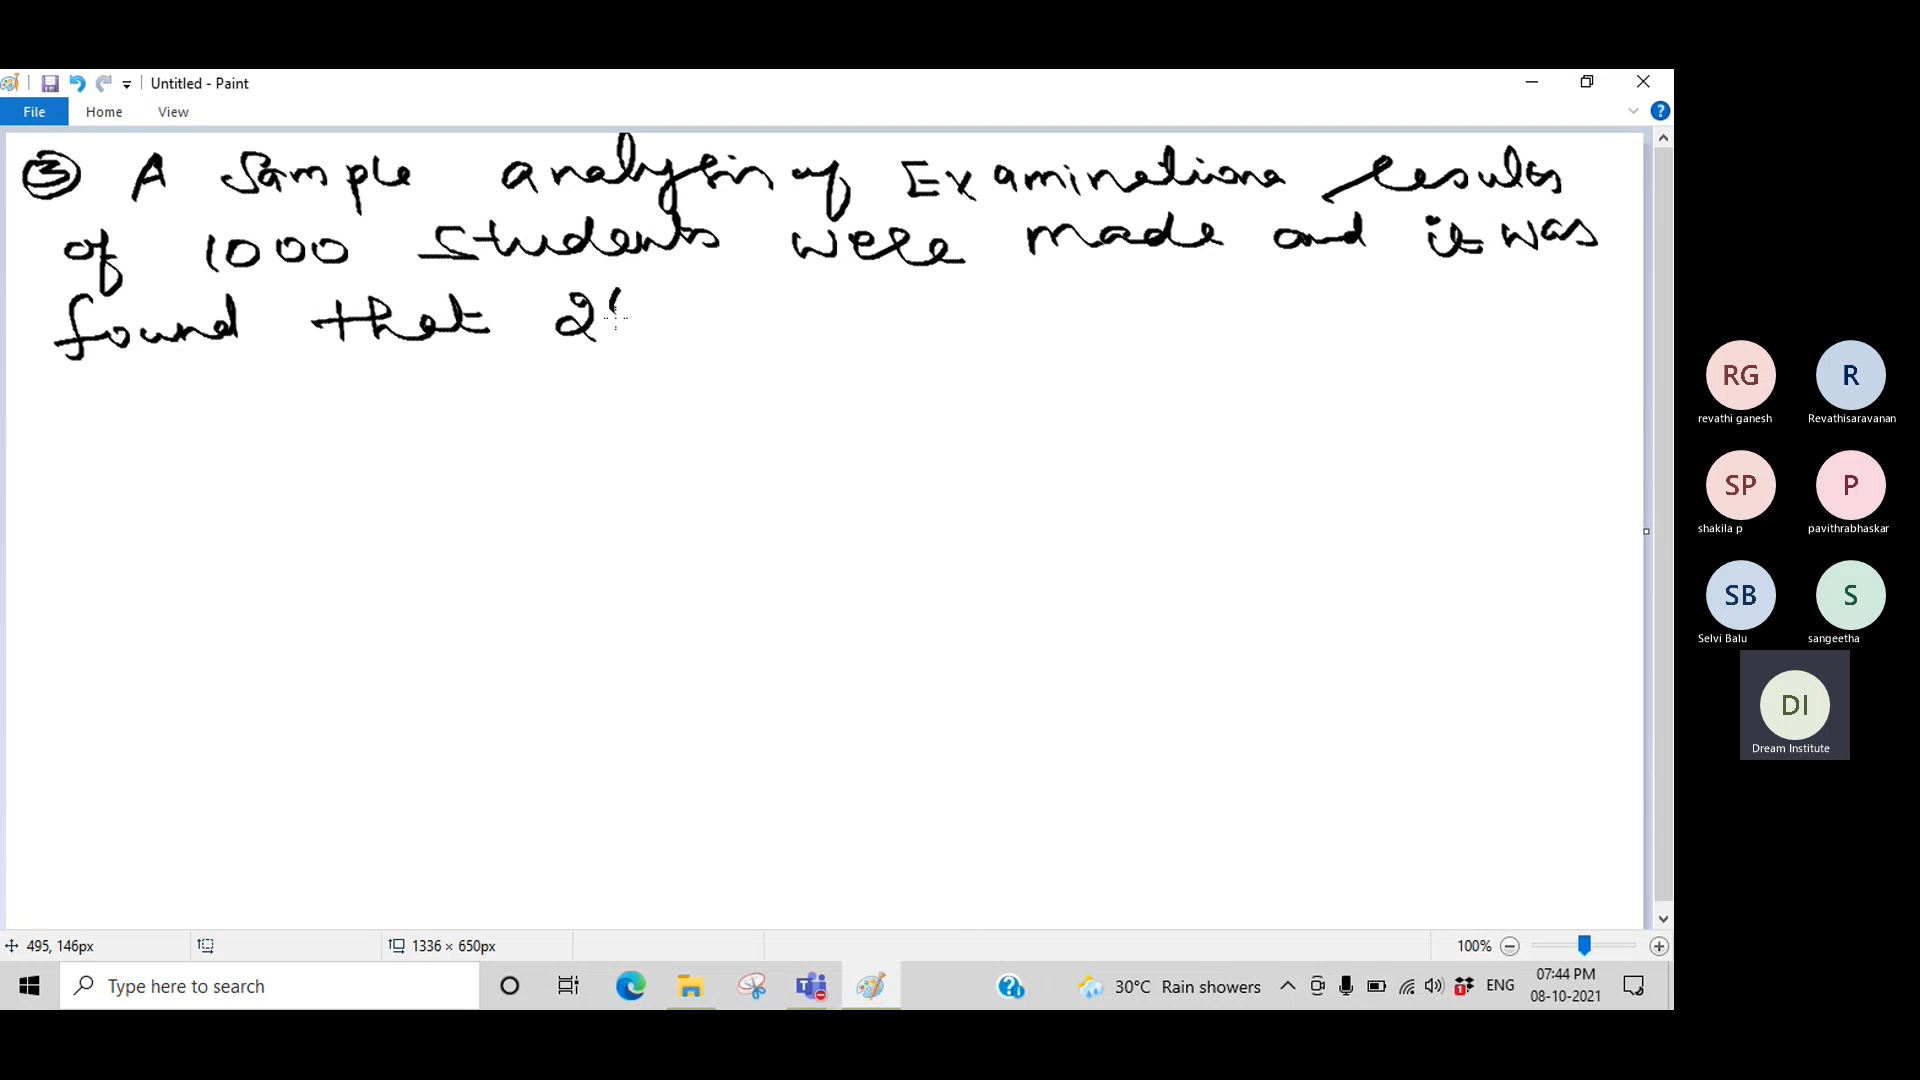 Untitled - Paint
File Home View
③ A Sample analysis of Examinations results
of 1000 students were made and it was
found that 2
RG R
revathi ganesh Revathisaravanan
SP P
shakila p pavithrabhaskar
SB S
Selvi Balu sangeetha
DI
Dream Institute
495, 146px 1336 × 650px 100%
Type here to search 30°C Rain showers ENG 07:44 PM
08-10-2021